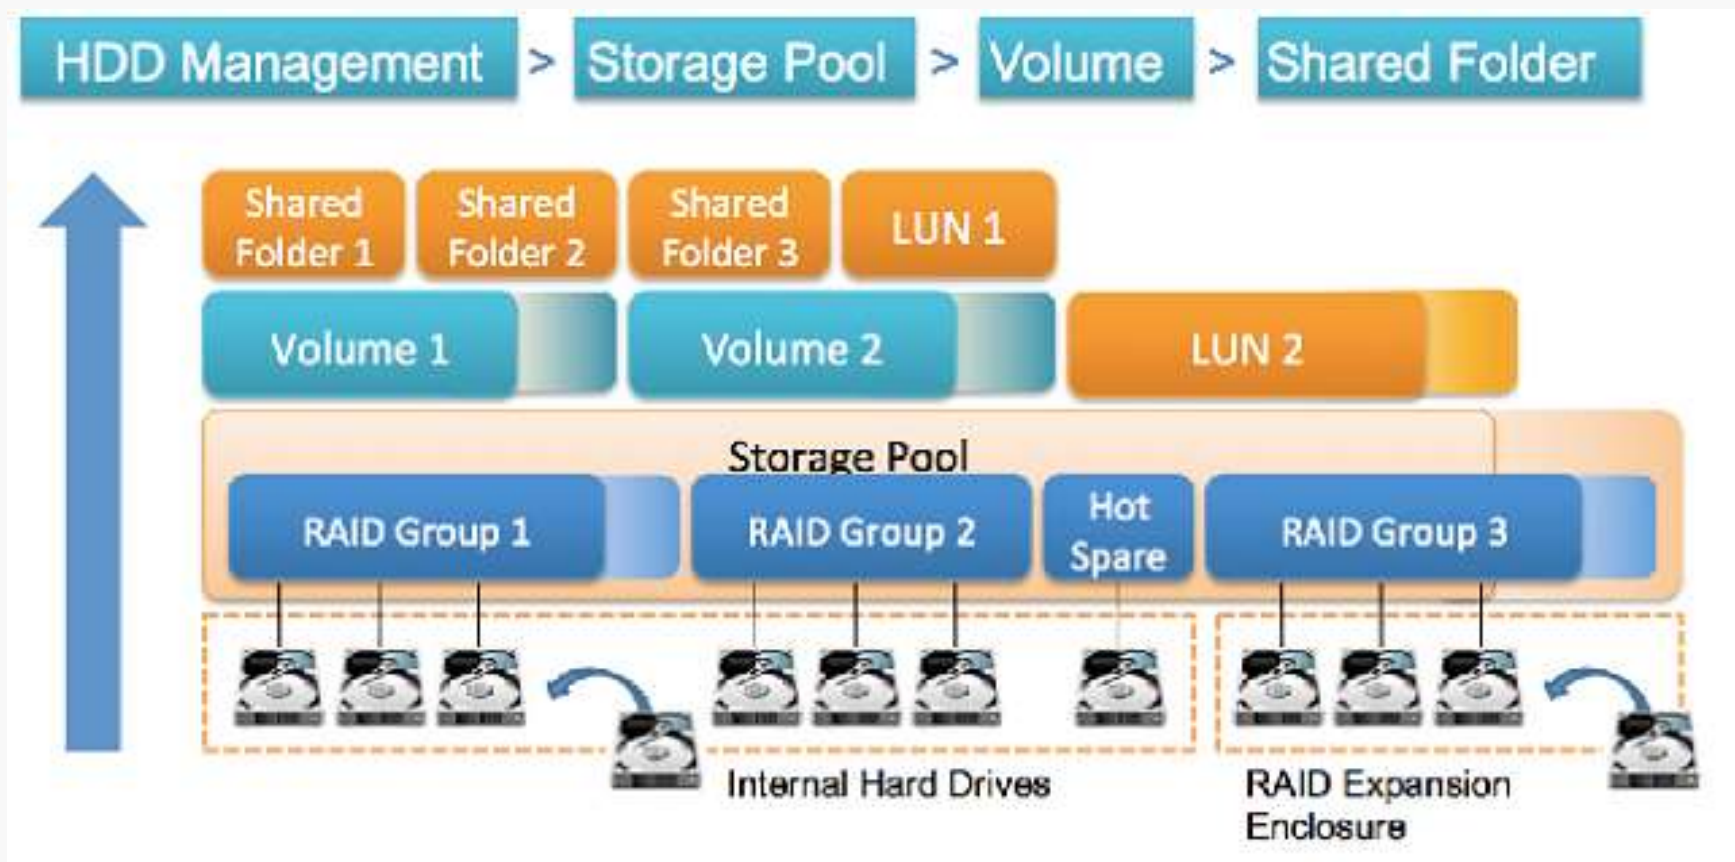 HDD Management > Storage Pool > Volume > Shared Folder
Shared
Folder 1
Shared
Folder 2
Shared
Folder 3
LUN 1
Volume 1
Volume 2
LUN 2
Storage Pool
RAID Group 1
RAID Group 2
Hot
Spare
RAID Group 3
Internal Hard Drives
RAID Expansion
Enclosure